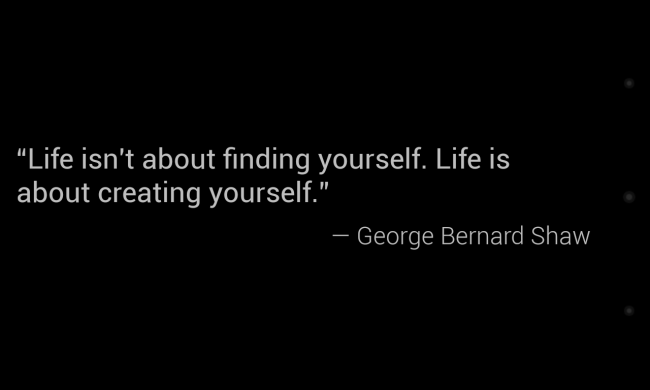 “Life isn't about finding yourself. Life is
about creating yourself.”
— George Bernard Shaw